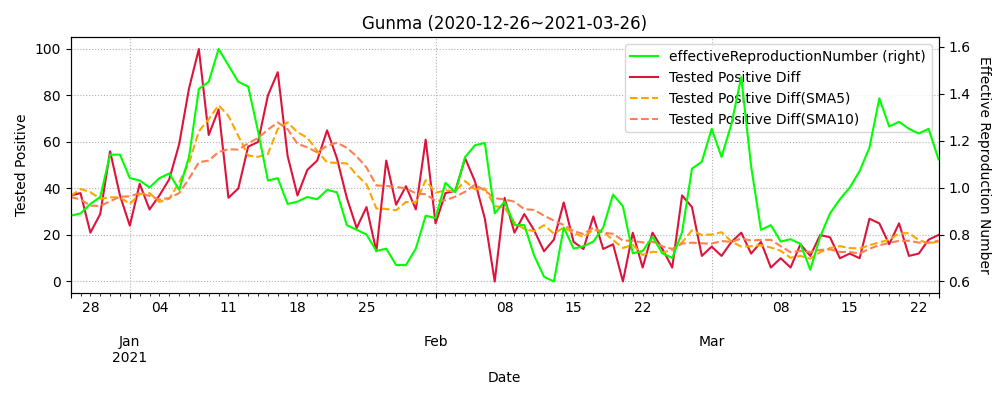 Gunma (2020-12-26~2021-03-26)
effectiveReproductionNumber (right)
Tested Positive Diff
Tested Positive Diff(SMA5)
Tested Positive Diff(SMA10)
Tested Positive
100
80
60
40
20
0
1.6
1.4
1.2
1.0
0.8
0.6
Effective Reproduction Number
28 04 11 18 25 08 15 22 08 15 22
Jan Feb Mar
2021
Date